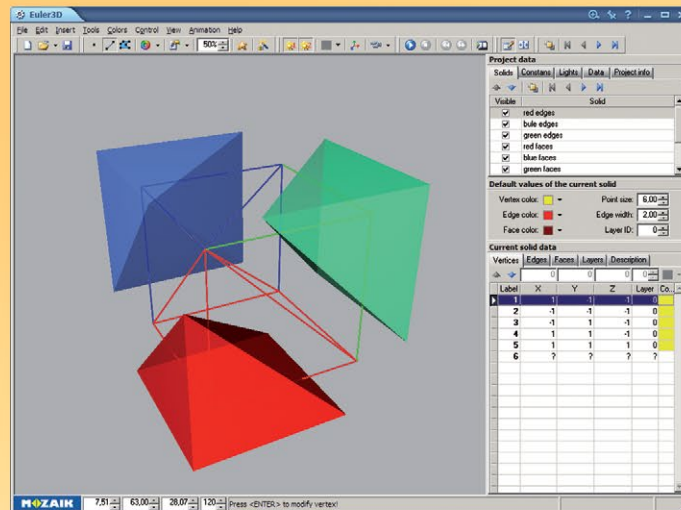 Euler3D
File Edit Insert Tools Colors Control View Animation Help
50%
Project data
Solids Constans Lights Data Project info
Visible Solid
red edges
bule edges
green edges
red faces
blue faces
green faces
Default values of the current solid
Vertex color: Point size: 6,00
Edge color: Edge width: 2,00
Face color: Layer ID: 0
Current solid data
Vertices Edges Faces Layers Description
0 0 0 0
Label X Y Z Layer Co...
1 1 -1 -1 0
2 -1 -1 -1 0
3 -1 1 -1 0
4 1 1 -1 0
5 1 1 1 0
6 ? ? ? ?
MOZAIK 7,51 63,00 28,07 120 Press <ENTER> to modify vertex!